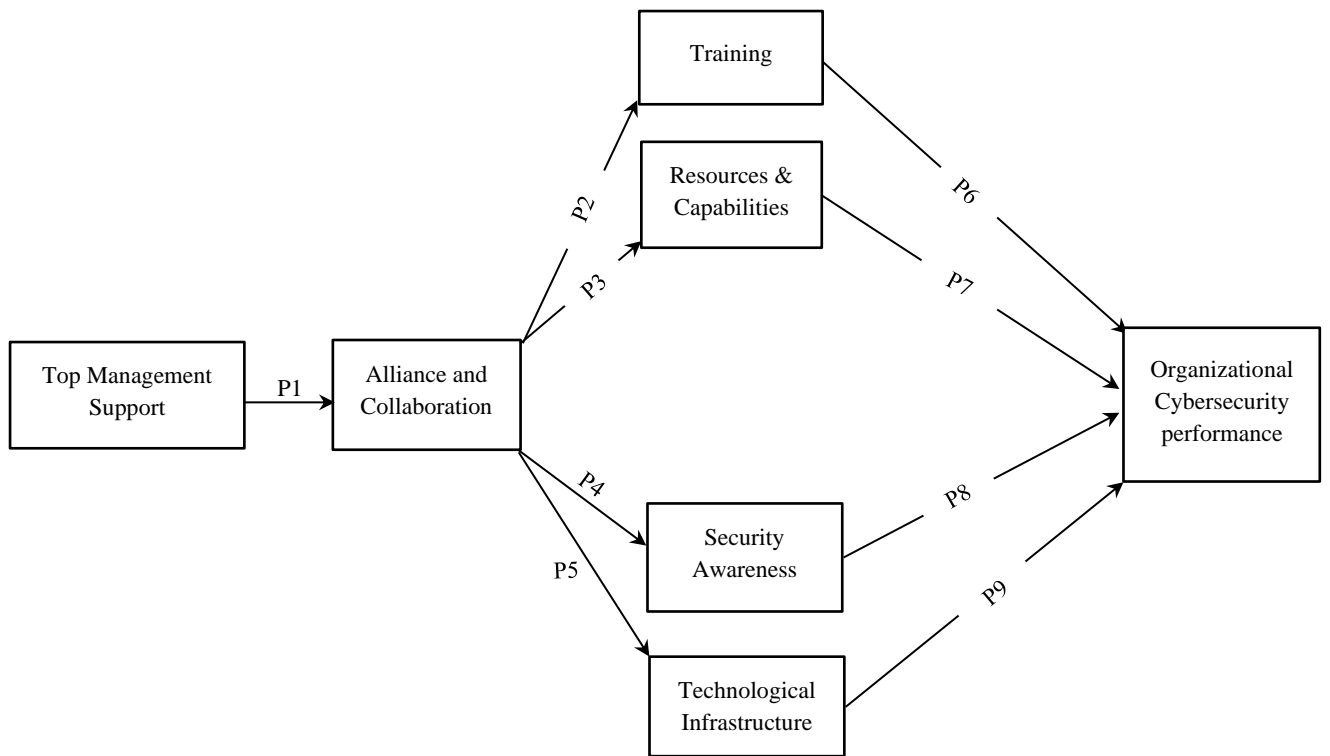 Training
P6
P2
Resources &
Capabilities
P3
P7
Top Management
Support
P1
Alliance and
Collaboration
Organizational
Cybersecurity
performance
P4
P8
Security
Awareness
P5
P9
Technological
Infrastructure